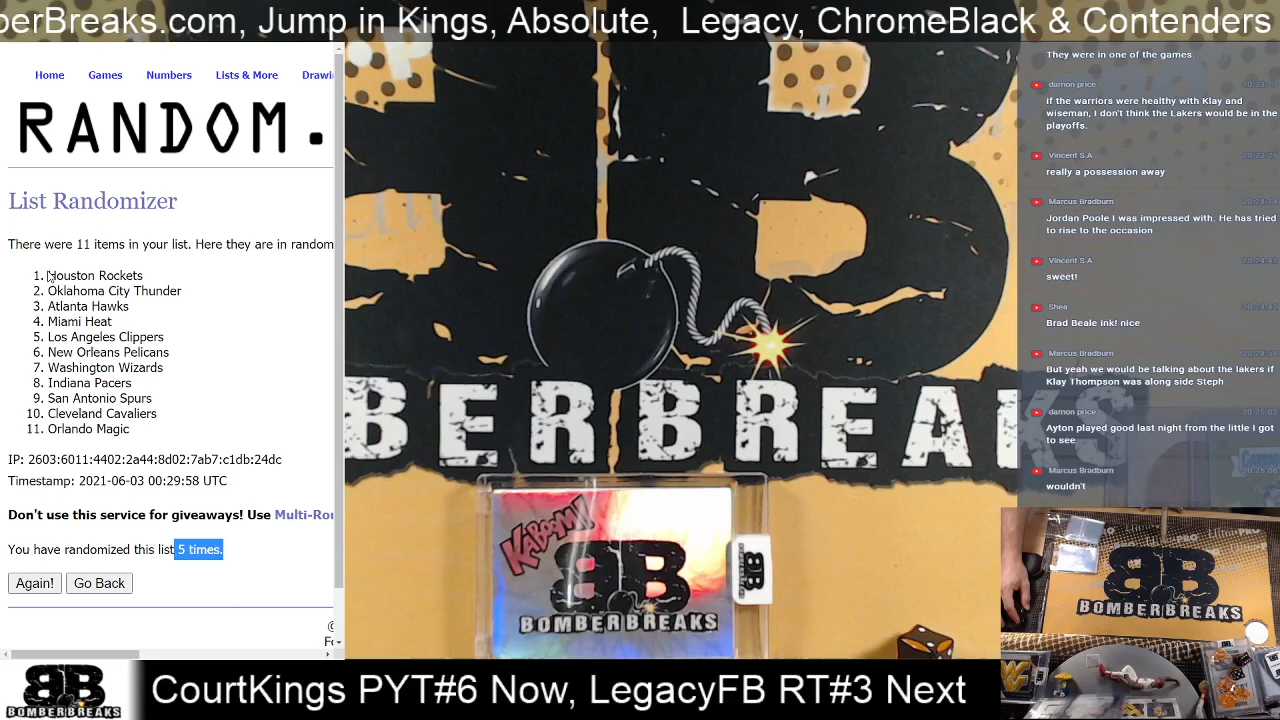 berBreaks.com, Jump in Kings, Absolute, Legacy, ChromeBlack & Contenders
Home Games Numbers Lists & More Drawi
RANDOM.
List Randomizer
There were 11 items in your list. Here they are in random
1. Houston Rockets
2. Oklahoma City Thunder
3. Atlanta Hawks
4. Miami Heat
5. Los Angeles Clippers
6. New Orleans Pelicans
7. Washington Wizards
8. Indiana Pacers
9. San Antonio Spurs
10. Cleveland Cavaliers
11. Orlando Magic
IP: 2603:6011:4402:2a44:8d02:7ab7:c1db:24dc
Timestamp: 2021-06-03 00:29:58 UTC
Don't use this service for giveaways! Use Multi-Rou
You have randomized this list 5 times.
Again! Go Back
BER BREA
KABOOM!
BB
BOMBERBREAKS
BB
They were in one of the games.
damon price
if the warriors were healthy with Klay and
wiseman, I don't think the Lakers would be in the
playoffs.
Vincent S.A
really a possession away
Marcus Bradburn
Jordan Poole I was impressed with. He has tried
to rise to the occasion
Vincent S.A
sweet!
Shea
Brad Beale ink! nice
Marcus Bradburn
But yeah we would be talking about the lakers if
Klay Thompson was along side Steph
damon price
Ayton played good last night from the little I got
to see
Marcus Bradburn
wouldn't
BB
BOMBERBREAKS
BB
BOMBERBREAKS
CourtKings PYT#6 Now, LegacyFB RT#3 Next